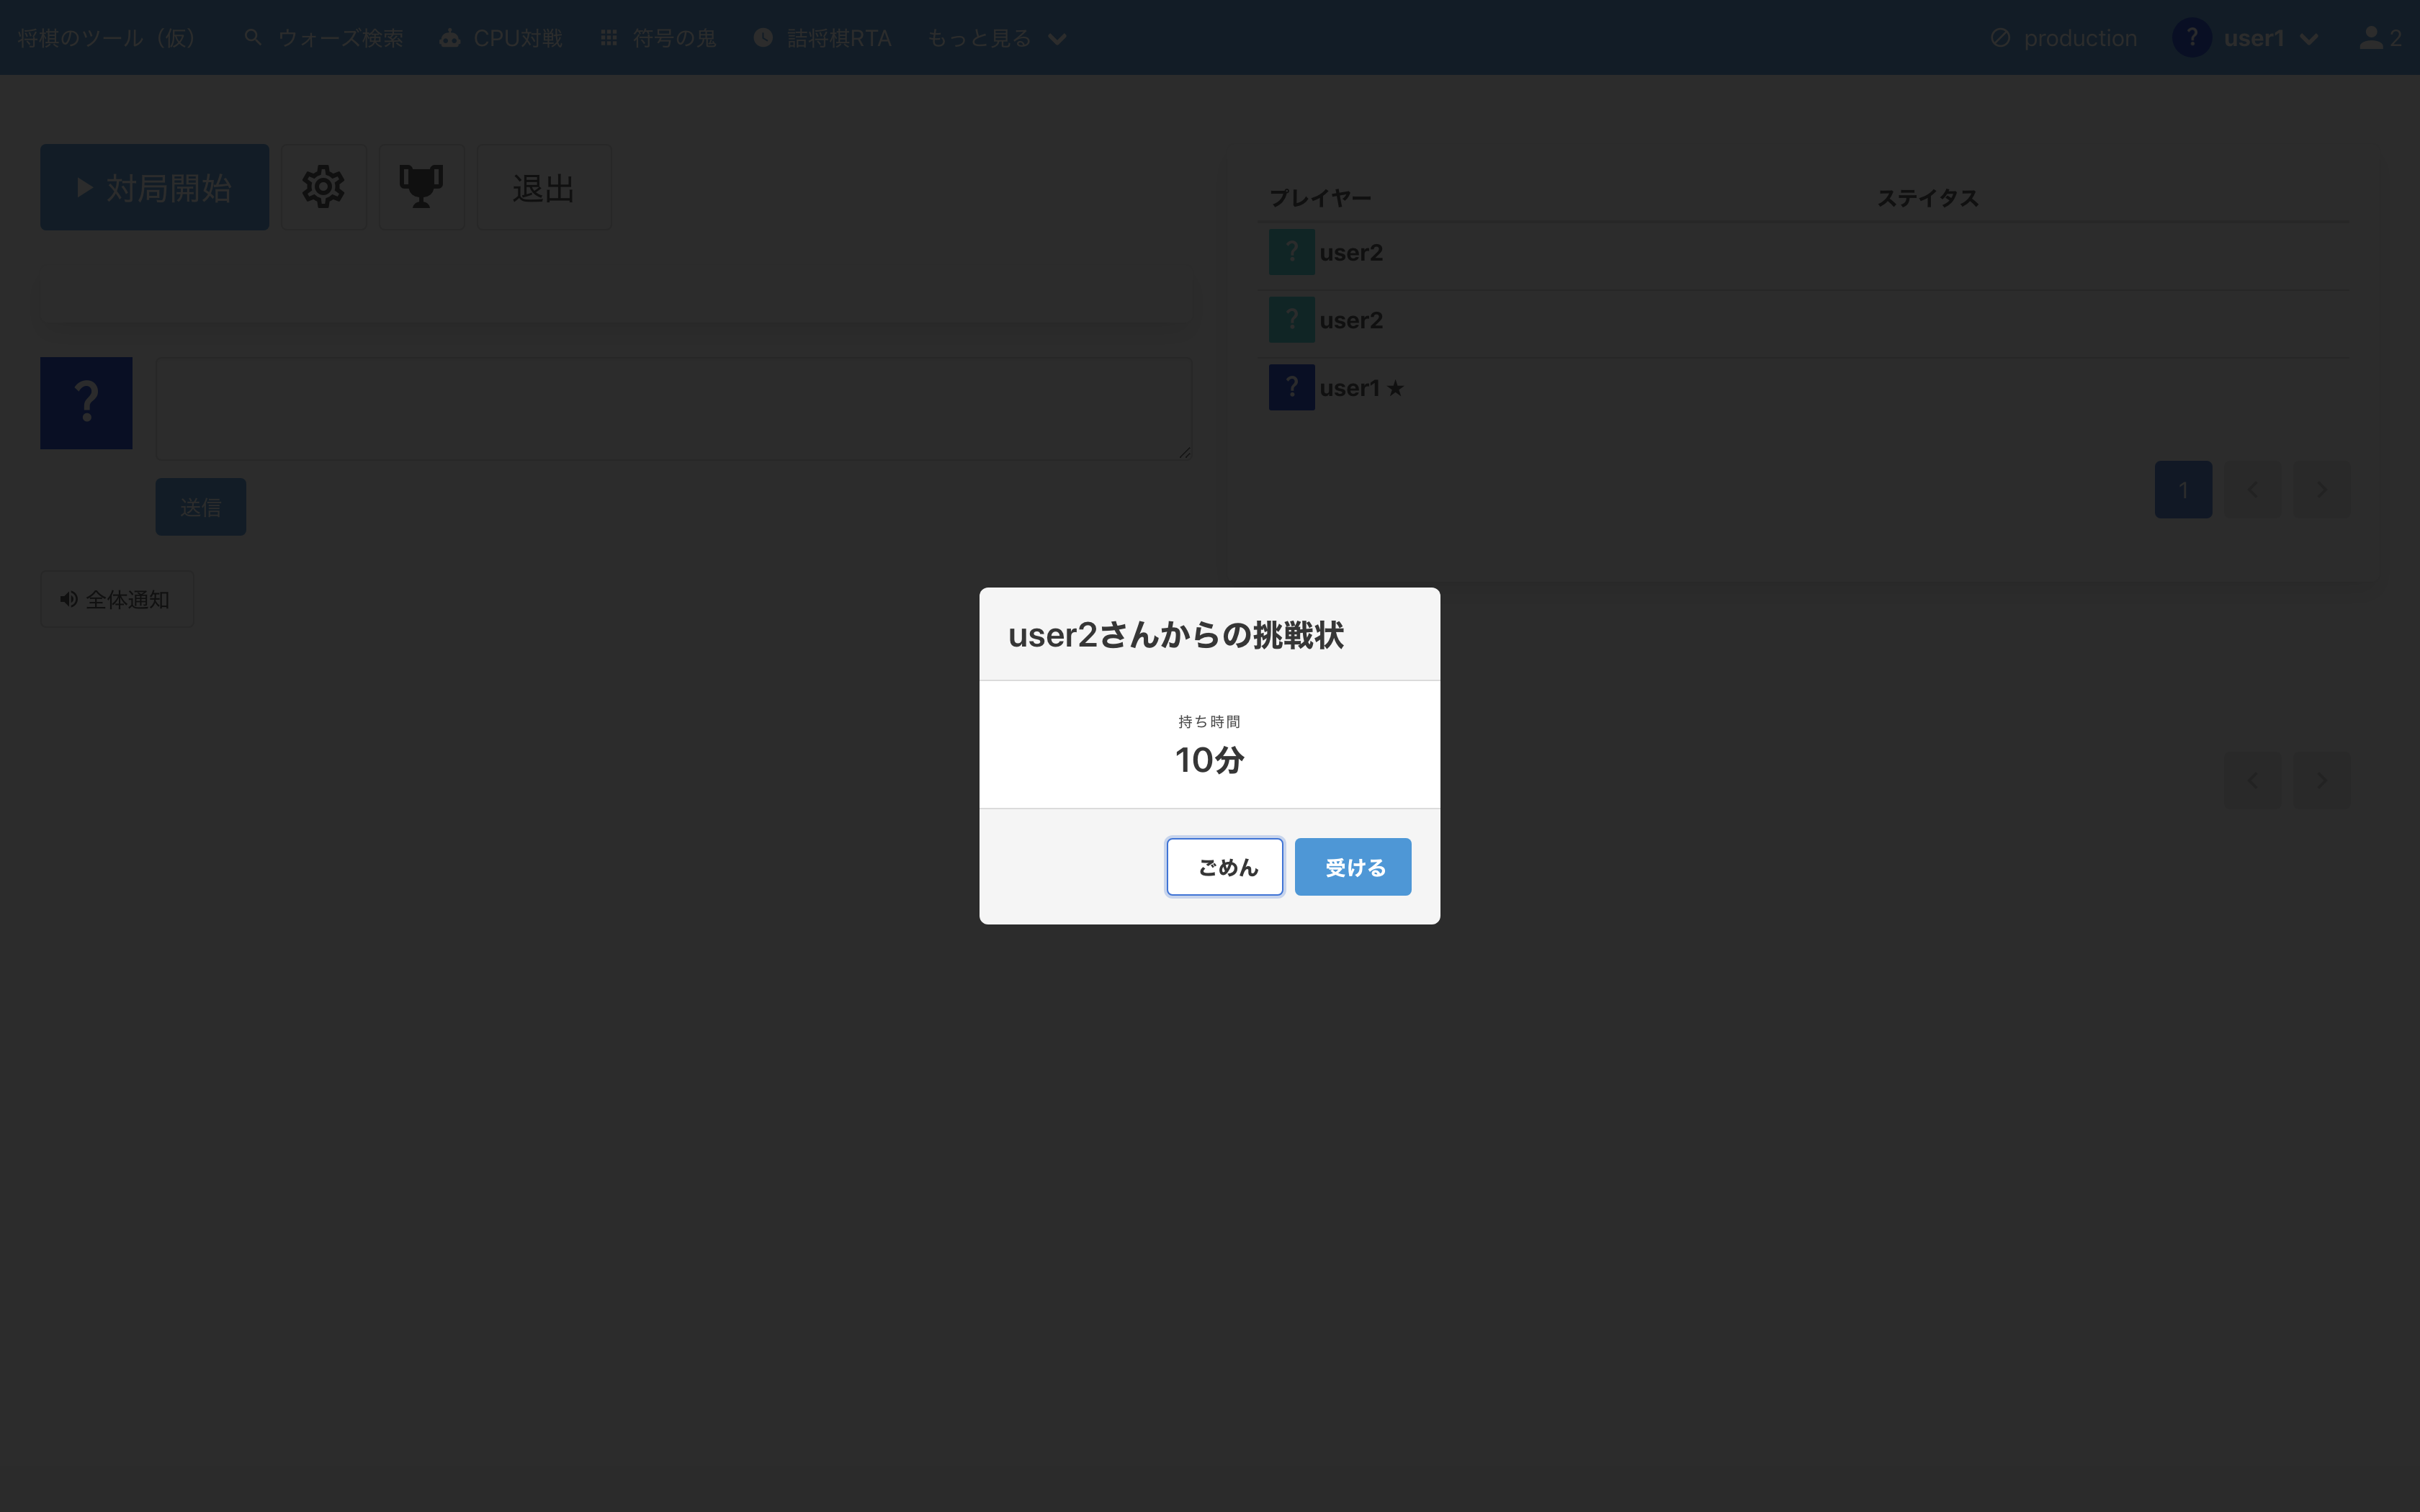 将棋のツール（仮） ウォーズ検索 CPU対戦 符号の鬼 詰将棋RTA もっと見る production ? user1 2
対局開始 退出
プレイヤー ステイタス
? user2
? user2
? user1 ★
?
送信
1
全体通知
user2さんからの挑戦状
持ち時間
10分
ごめん 受ける